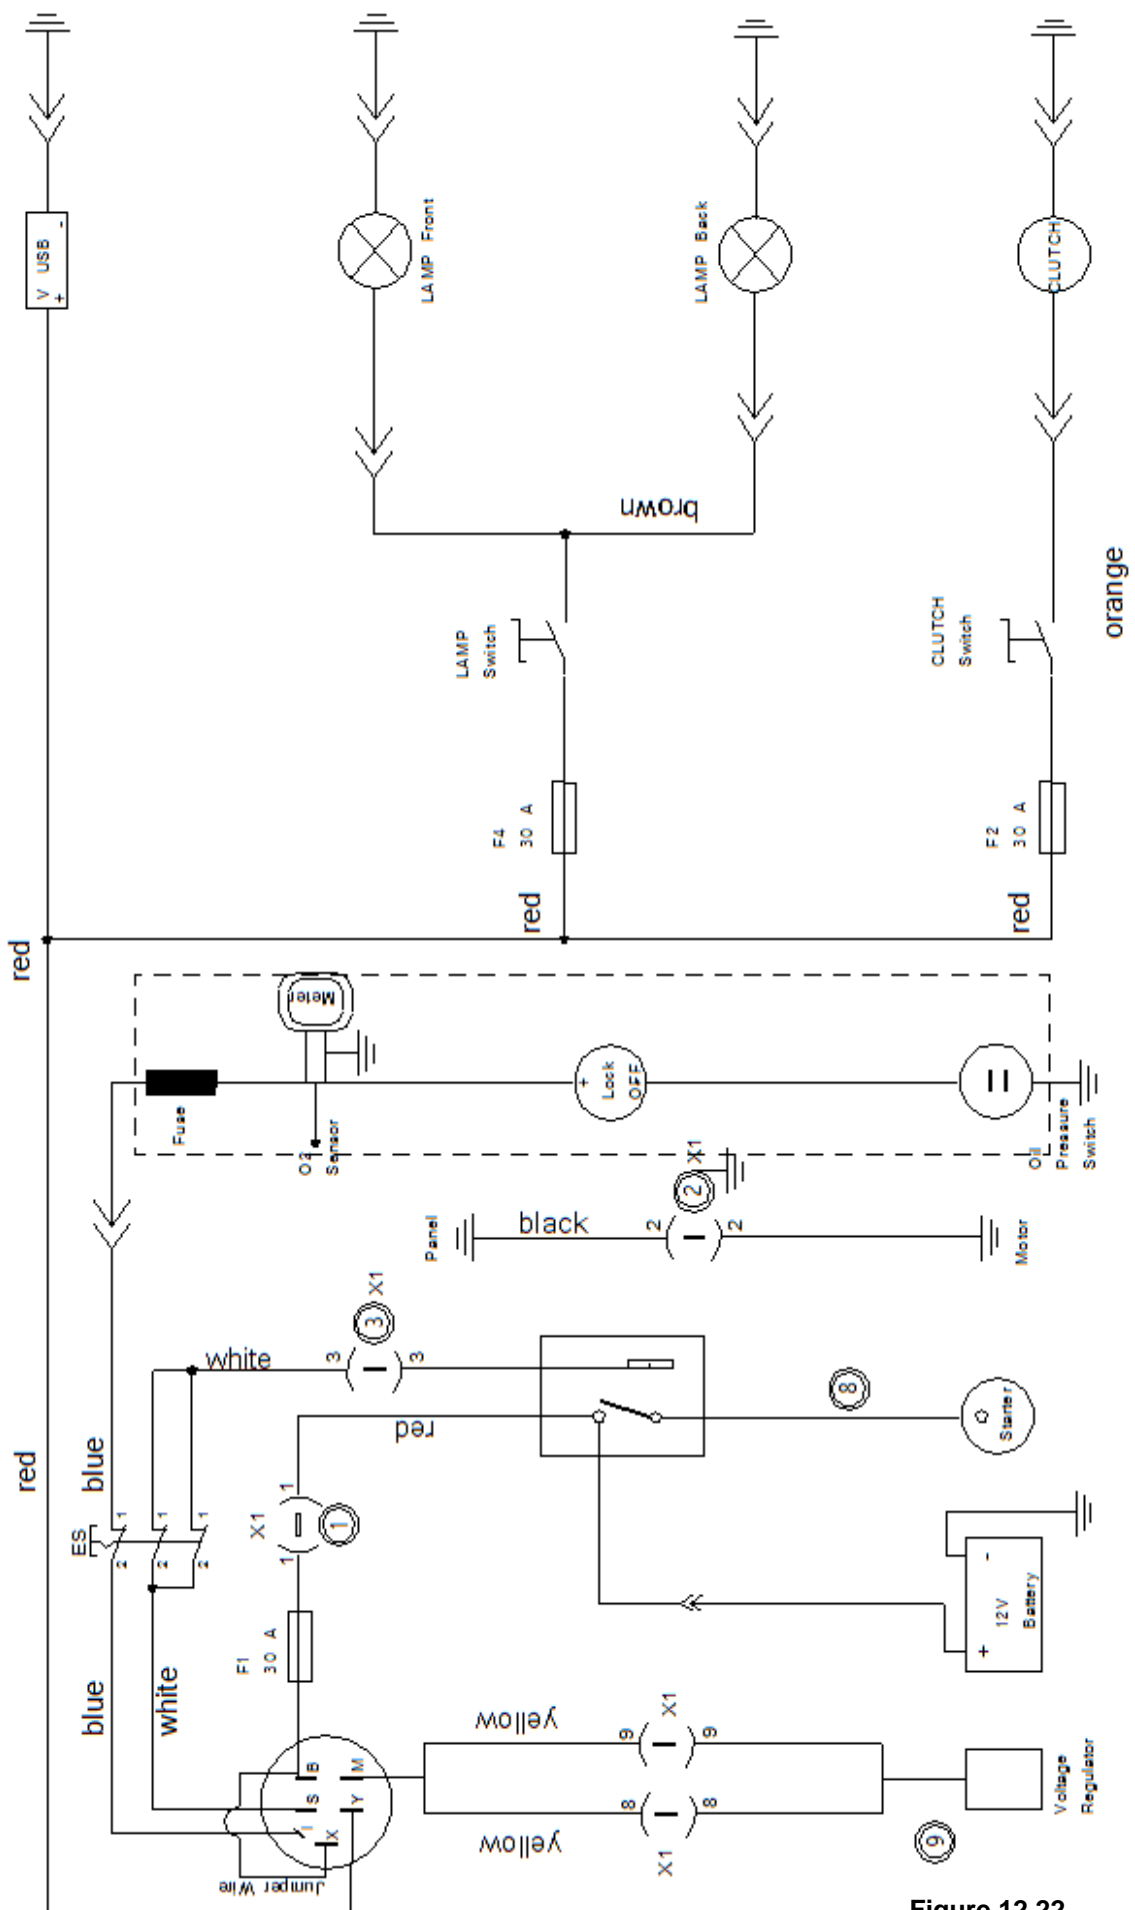 V USB
+ -
LAMP Front
LAMP Back
CLUTCH
brown
orange
LAMP
Switch
CLUTCH
Switch
F4
30 A
F2
30 A
red
red
red
Meter
Fuse
O2
Sensor
+
Lock
OFF
Oil
Pressure
Switch
X1
2
Panel
black
2
2
Motor
X1
3
white
3
3
red
8
Starter
red
blue
ES
1
1
1
2
2
2
X1
1
1
1
-
12V
Battery
+
F1
30 A
blue
white
yellow
X1
9
9
B
M
S
Y
I
X
8
8
yellow
X1
Voltage
Regulator
9
Jumper Wire
Figure 12.22